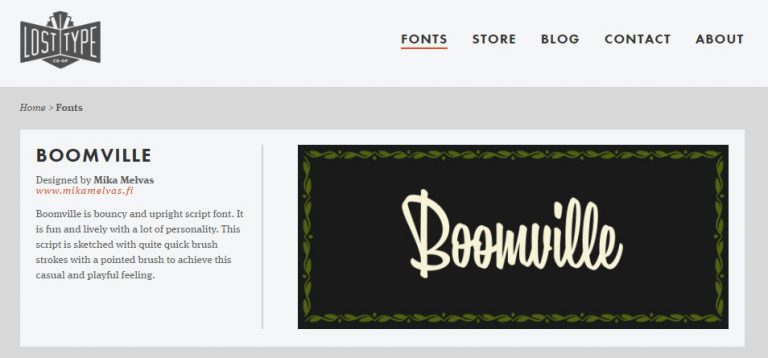 LOST TYPE
CO-OP
FONTS STORE BLOG CONTACT ABOUT
Home > Fonts
BOOMVILLE
Designed by Mika Melvas
www.mikamelvas.fi
Boomville is bouncy and upright script font. It
is fun and lively with a lot of personality. This
script is sketched with quite quick brush
strokes with a pointed brush to achieve this
casual and playful feeling.
Boomville